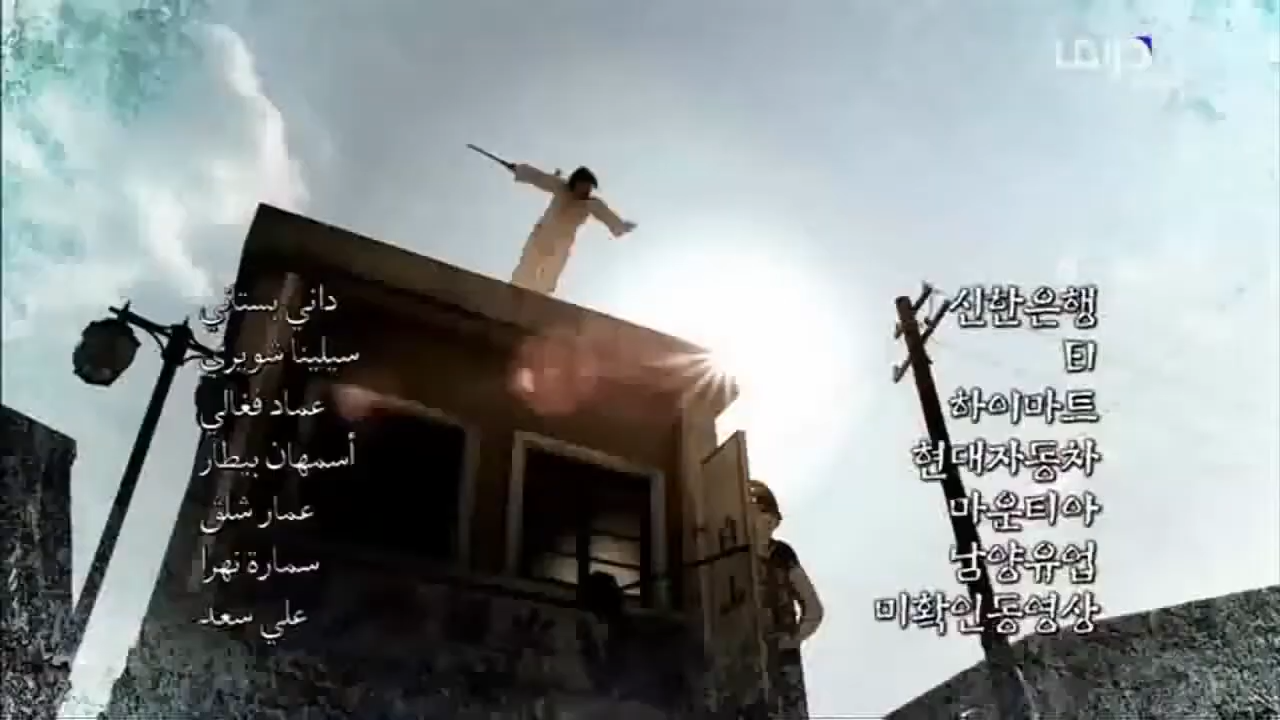 دراما
داني بستاني
سيلينا شويري
عماد فغالي
أسمهان بيطار
عمار شلق
سمارة نهرا
علي سعد
신한은행
티
하이마트
현대자동차
마운티아
남양유업
미확인동영상